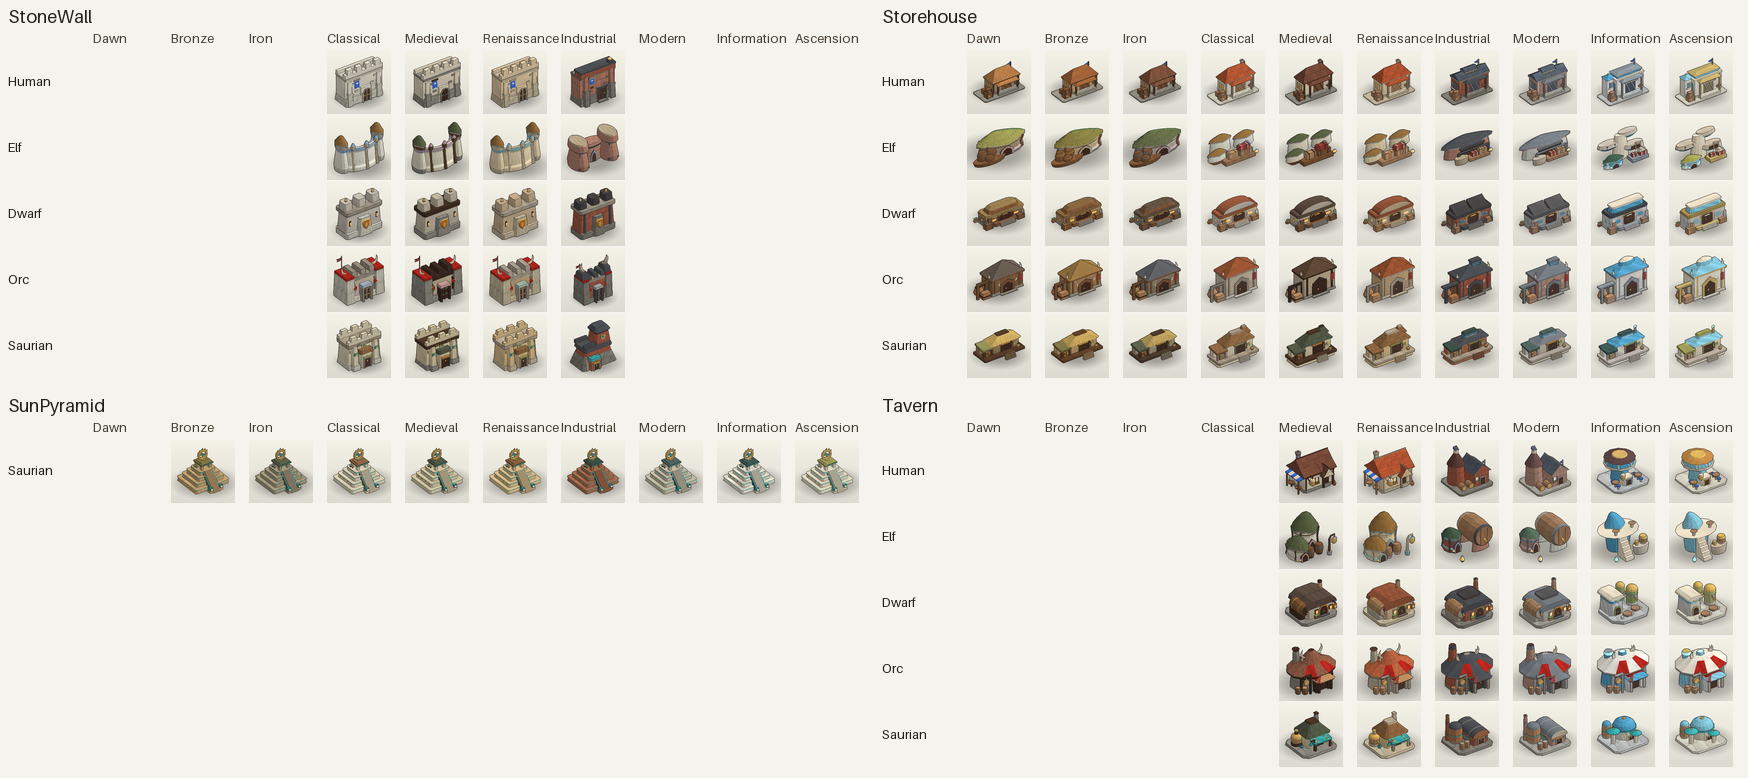 StoneWall
Dawn Bronze Iron Classical Medieval Renaissance Industrial Modern Information Ascension
Human
Elf
Dwarf
Orc
Saurian
Storehouse
Dawn Bronze Iron Classical Medieval Renaissance Industrial Modern Information Ascension
Human
Elf
Dwarf
Orc
Saurian
SunPyramid
Dawn Bronze Iron Classical Medieval Renaissance Industrial Modern Information Ascension
Saurian
Tavern
Dawn Bronze Iron Classical Medieval Renaissance Industrial Modern Information Ascension
Human
Elf
Dwarf
Orc
Saurian